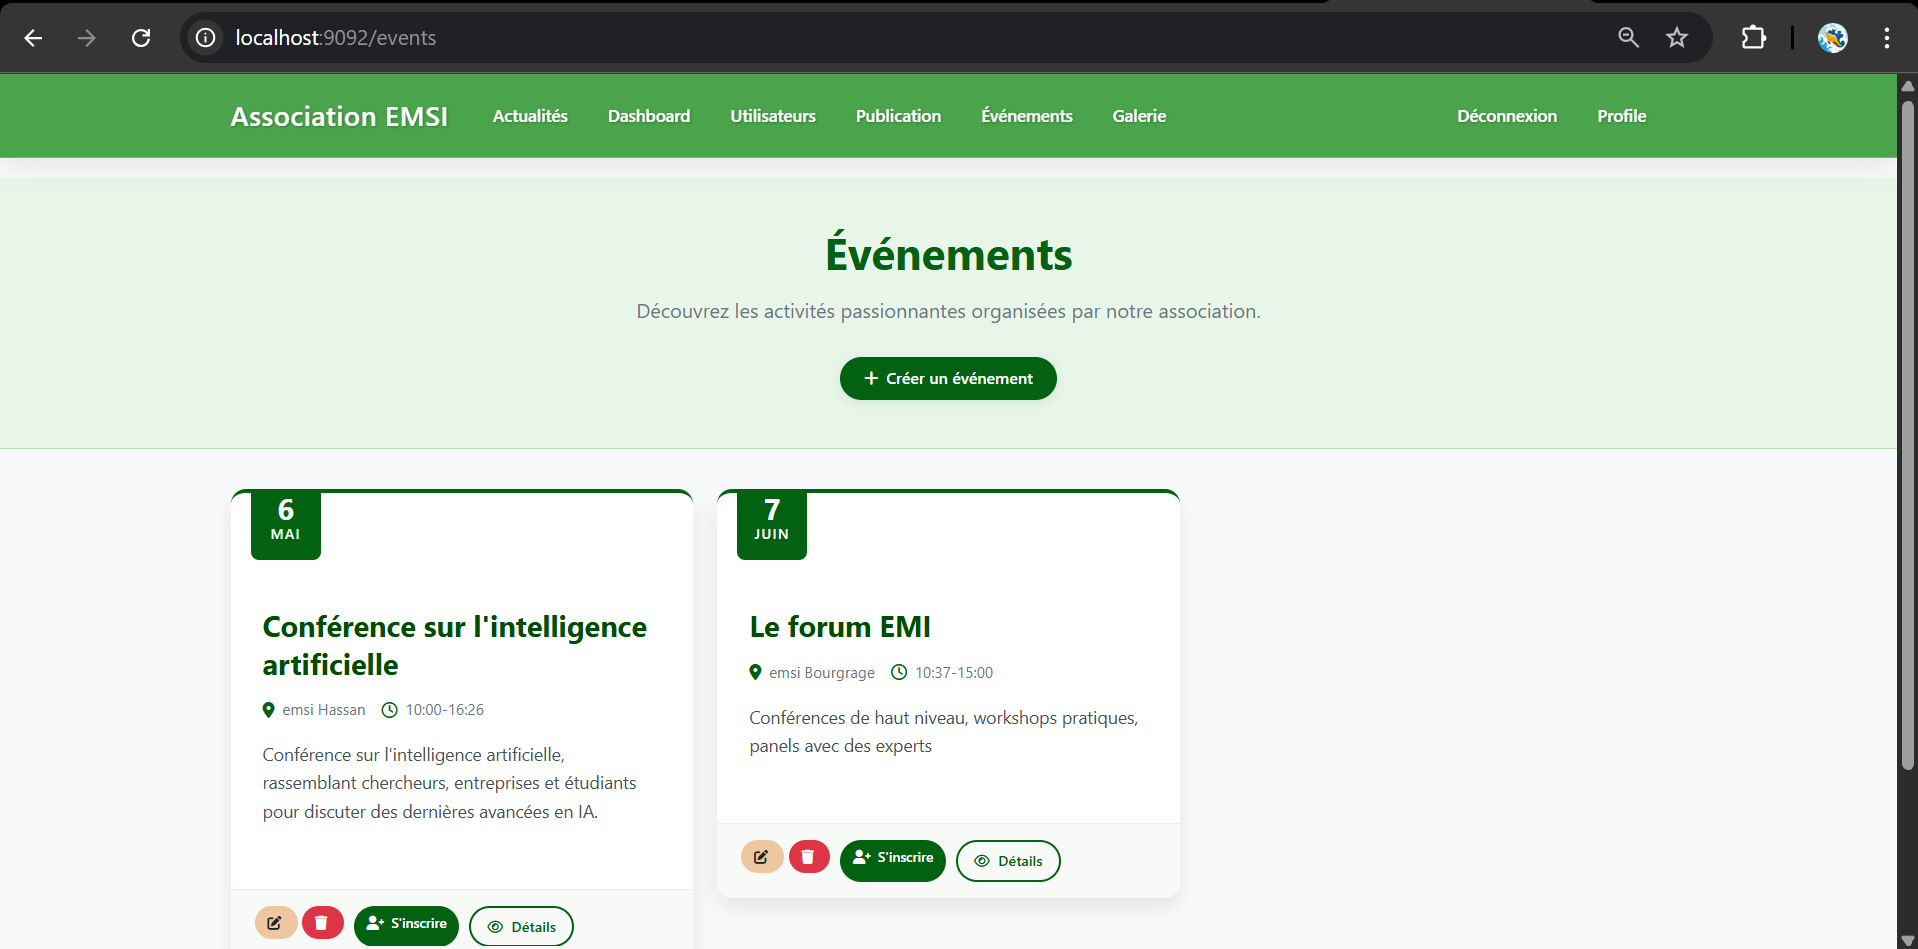 localhost:9092/events
Association EMSI Actualités Dashboard Utilisateurs Publication Événements Galerie Déconnexion Profile
Événements
Découvrez les activités passionnantes organisées par notre association.
Créer un événement
6
MAI
Conférence sur l'intelligence
artificielle
emsi Hassan 10:00-16:26
Conférence sur l'intelligence artificielle,
rassemblant chercheurs, entreprises et étudiants
pour discuter des dernières avancées en IA.
S'inscrire Détails
7
JUIN
Le forum EMI
emsi Bourgrage 10:37-15:00
Conférences de haut niveau, workshops pratiques,
panels avec des experts
S'inscrire Détails